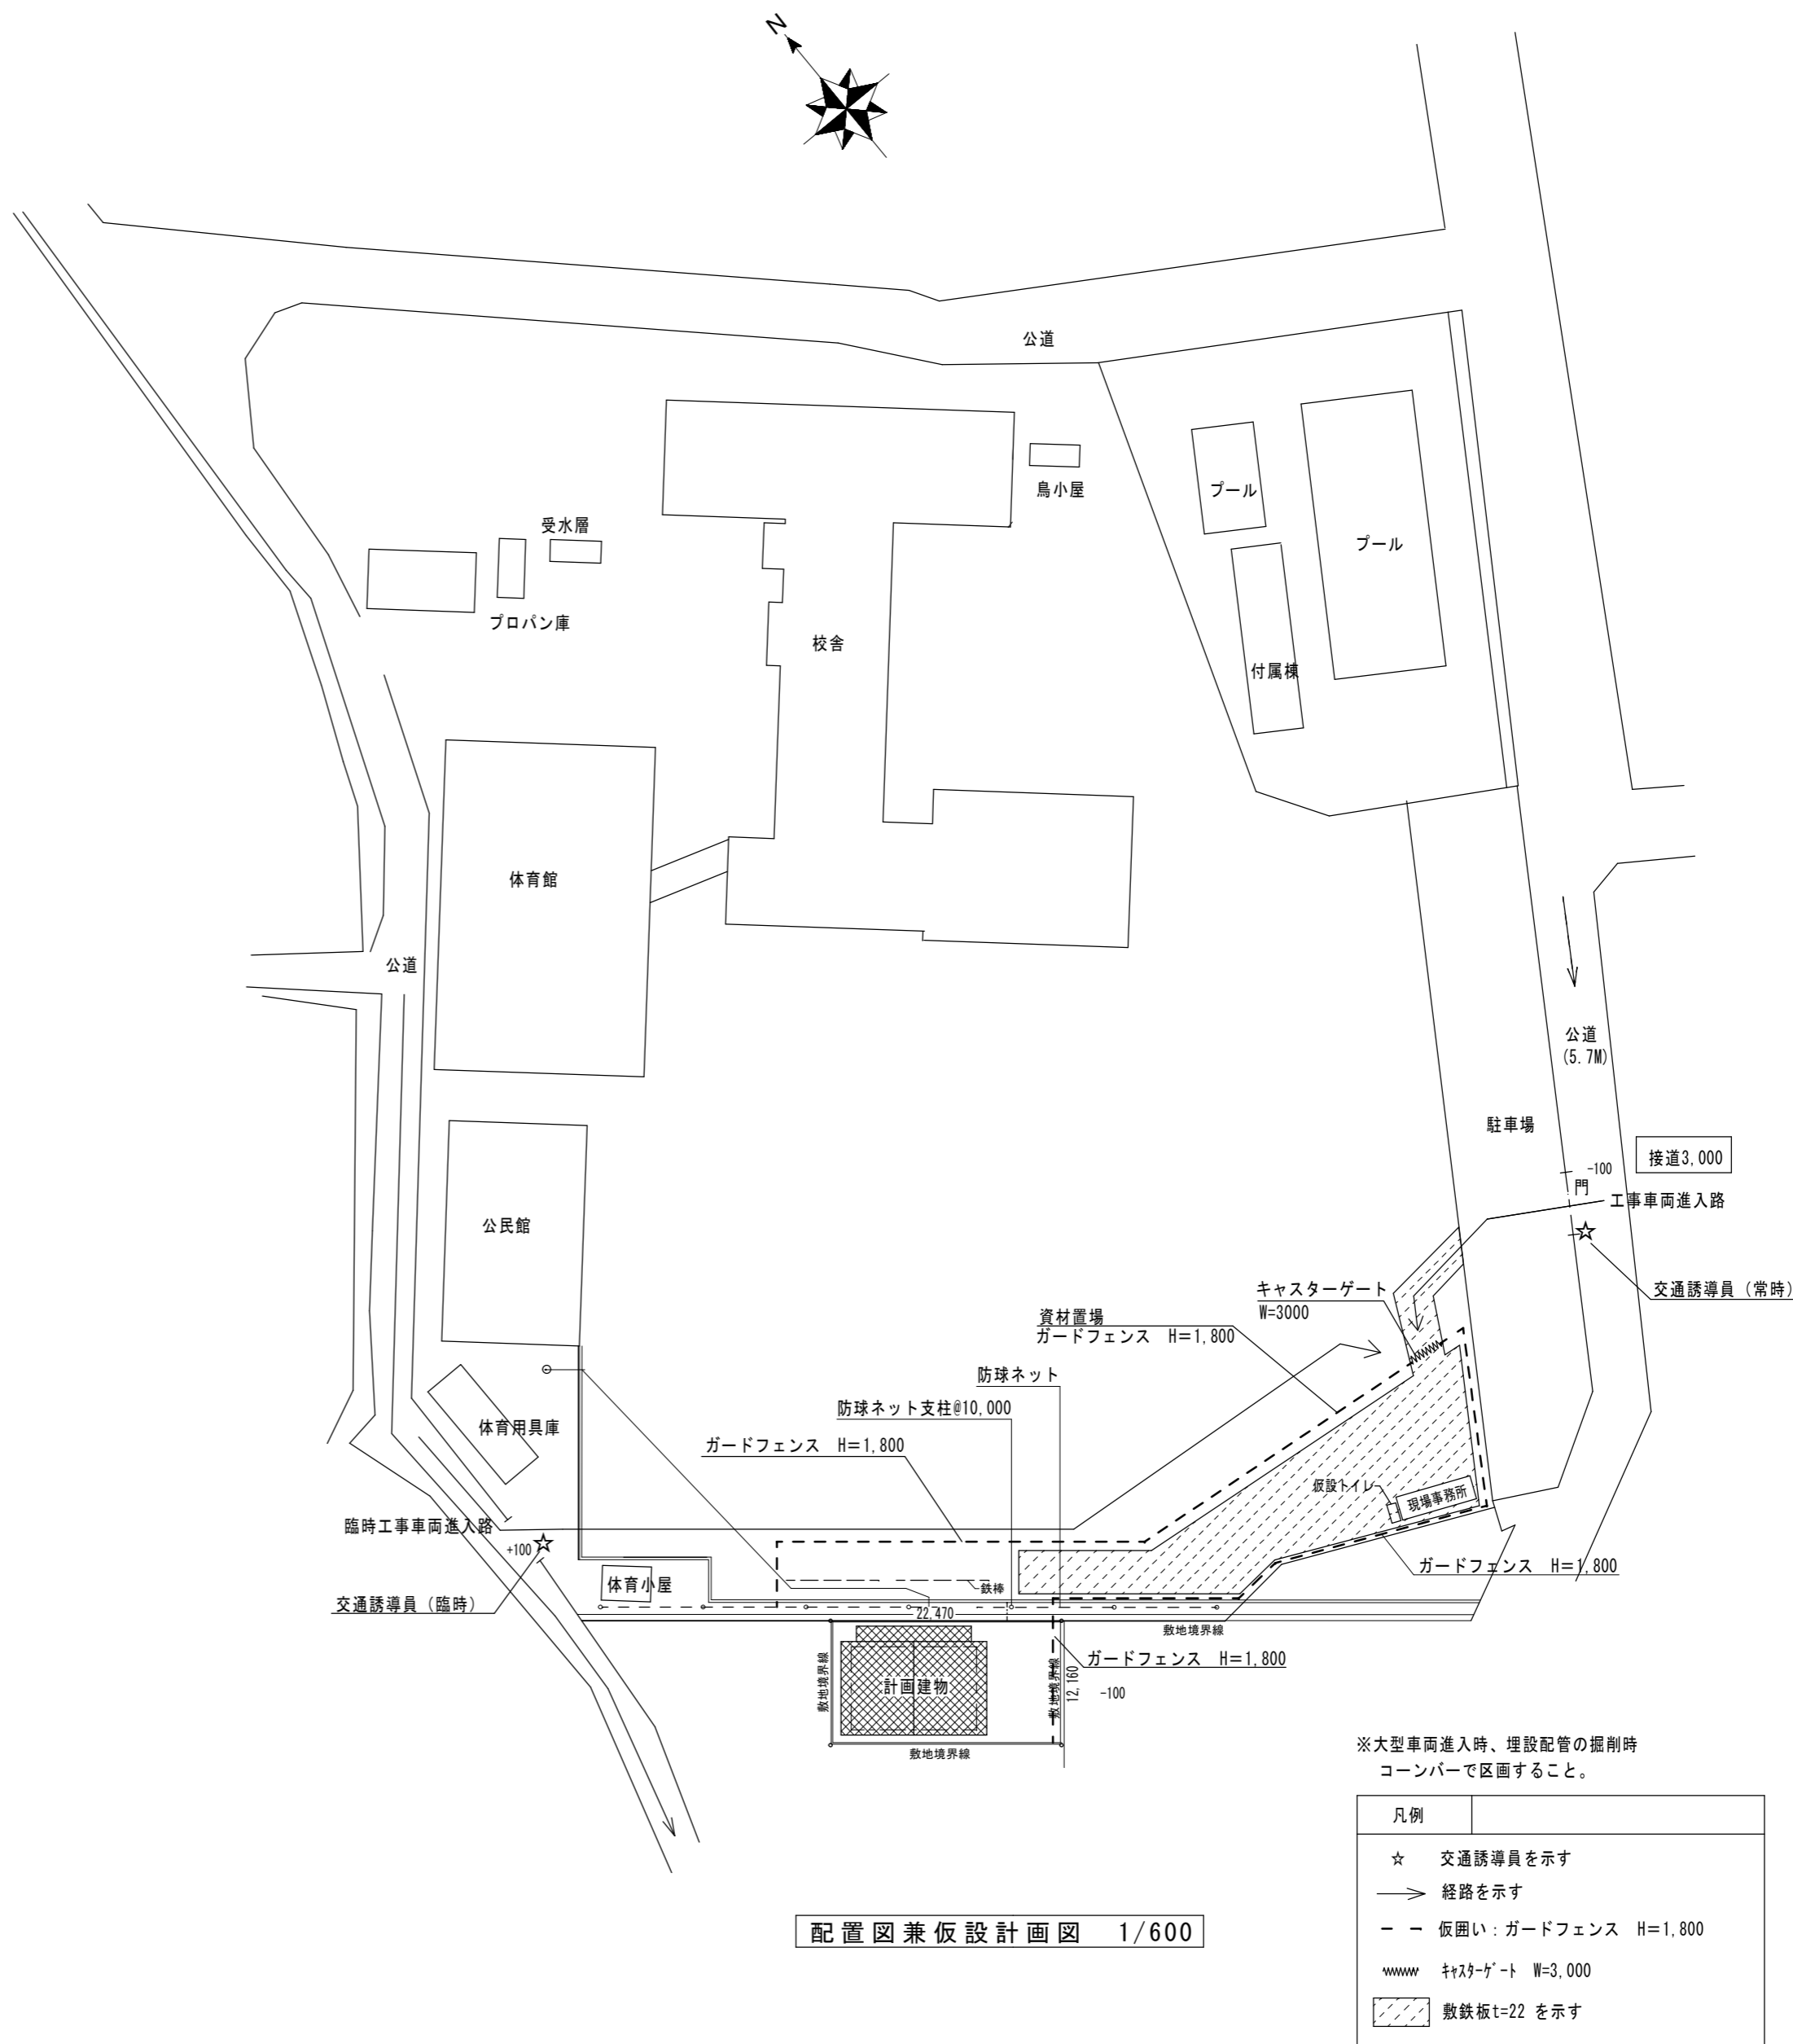 N
公道
鳥小屋
プール
プール
受水層
プロパン庫
校舎
付属棟
体育館
公道
公道
(5.7M)
駐車場
-100
接道3,000
門
工事車両進入路
公民館
キャスターゲート
W=3000
交通誘導員(常時)
資材置場
ガードフェンス H=1,800
防球ネット
防球ネット支柱@10,000
体育用具庫
ガードフェンス H=1,800
仮設トイレ
現場事務所
臨時工事車両進入路
+100
ガードフェンス H=1,800
体育小屋
鉄棒
交通誘導員(臨時)
22,470
敷地境界線
ガードフェンス H=1,800
敷地境界線
計画建物
敷地境界線
12,160
-100
敷地境界線
※大型車両進入時、埋設配管の掘削時
コーンバーで区画すること。
凡例
☆ 交通誘導員を示す
経路を示す
仮囲い:ガードフェンス H=1,800
キャスターゲート W=3,000
敷鉄板t=22 を示す
配置図兼仮設計画図 1/600